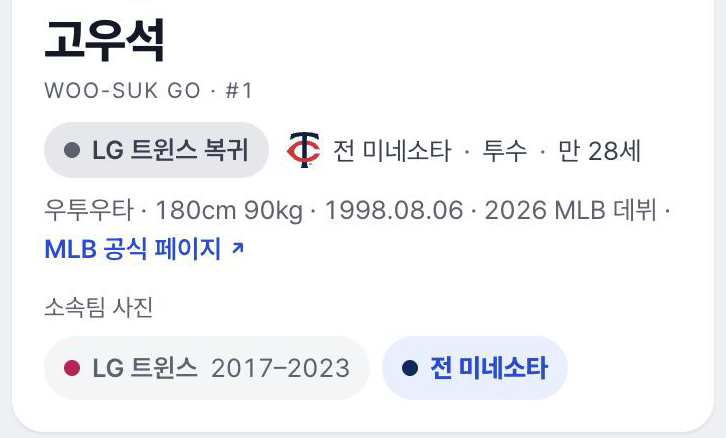 고우석
WOO-SUK GO · #1
LG 트윈스 복귀 TC 전 미네소타 · 투수 · 만 28세
우투우타 · 180cm 90kg · 1998.08.06 · 2026 MLB 데뷔 ·
MLB 공식 페이지 ↗
소속팀 사진
LG 트윈스 2017–2023 전 미네소타